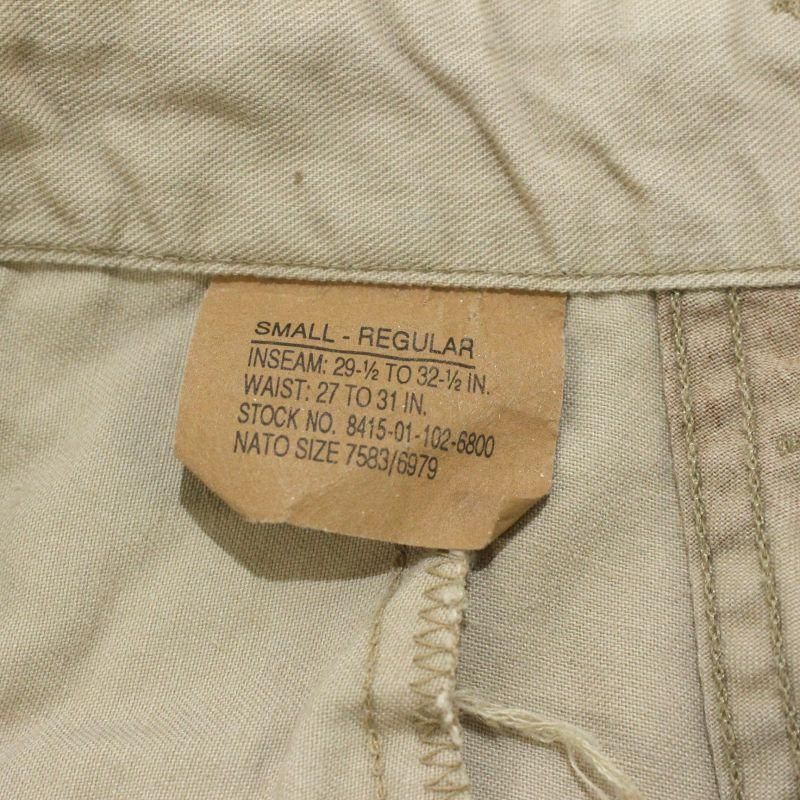 SMALL - REGULAR
INSEAM: 29-½ TO 32-½ IN.
WAIST: 27 TO 31 IN.
STOCK NO. 8415-01-102-6800
NATO SIZE 7583/6979